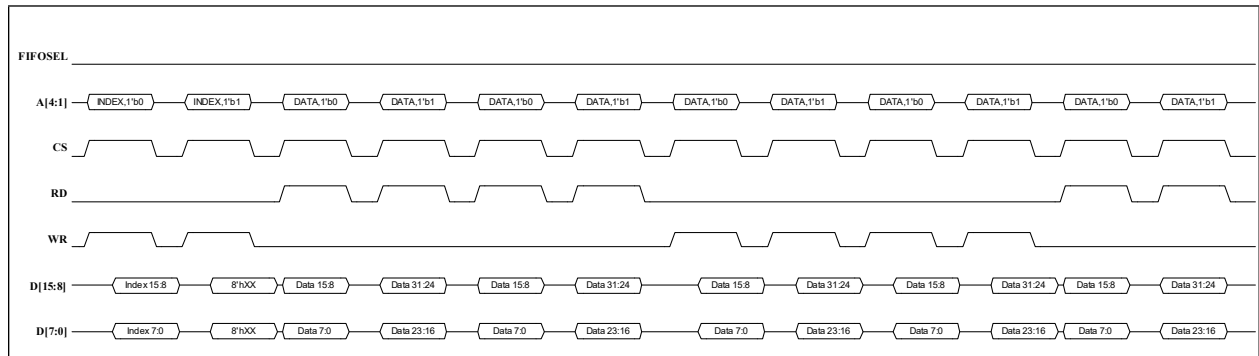 FIFOSEL
A[4:1] INDEX,1'b0 INDEX,1'b1 DATA,1'b0 DATA,1'b1 DATA,1'b0 DATA,1'b1 DATA,1'b0 DATA,1'b1 DATA,1'b0 DATA,1'b1 DATA,1'b0 DATA,1'b1
CS
RD
WR
D[15:8] Index 15:8 8'hXX Data 15:8 Data 31:24 Data 15:8 Data 31:24 Data 15:8 Data 31:24 Data 15:8 Data 31:24 Data 15:8 Data 31:24
D[7:0] Index 7:0 8'hXX Data 7:0 Data 23:16 Data 7:0 Data 23:16 Data 7:0 Data 23:16 Data 7:0 Data 23:16 Data 7:0 Data 23:16